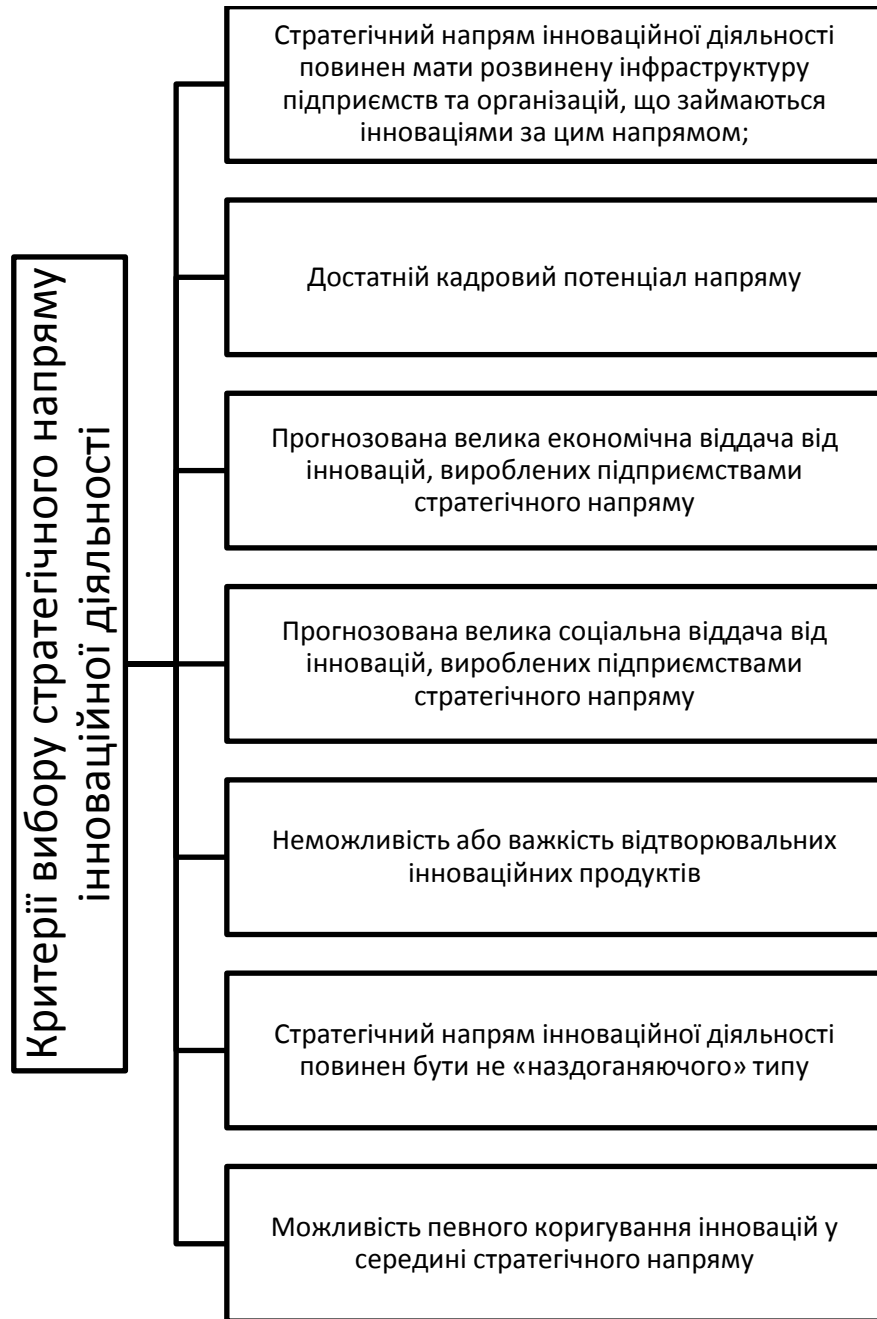 Критерії вибору стратегічного напряму
інноваційної діяльності
Стратегічний напрям інноваційної діяльності
повинен мати розвинену інфраструктуру
підприємств та організацій, що займаються
інноваціями за цим напрямом;
Достатній кадровий потенціал напряму
Прогнозована велика економічна віддача від
інновацій, вироблених підприємствами
стратегічного напряму
Прогнозована велика соціальна віддача від
інновацій, вироблених підприємствами
стратегічного напряму
Неможливість або важкість відтворювальних
інноваційних продуктів
Стратегічний напрям інноваційної діяльності
повинен бути не «наздоганяючого» типу
Можливість певного коригування інновацій у
середині стратегічного напряму